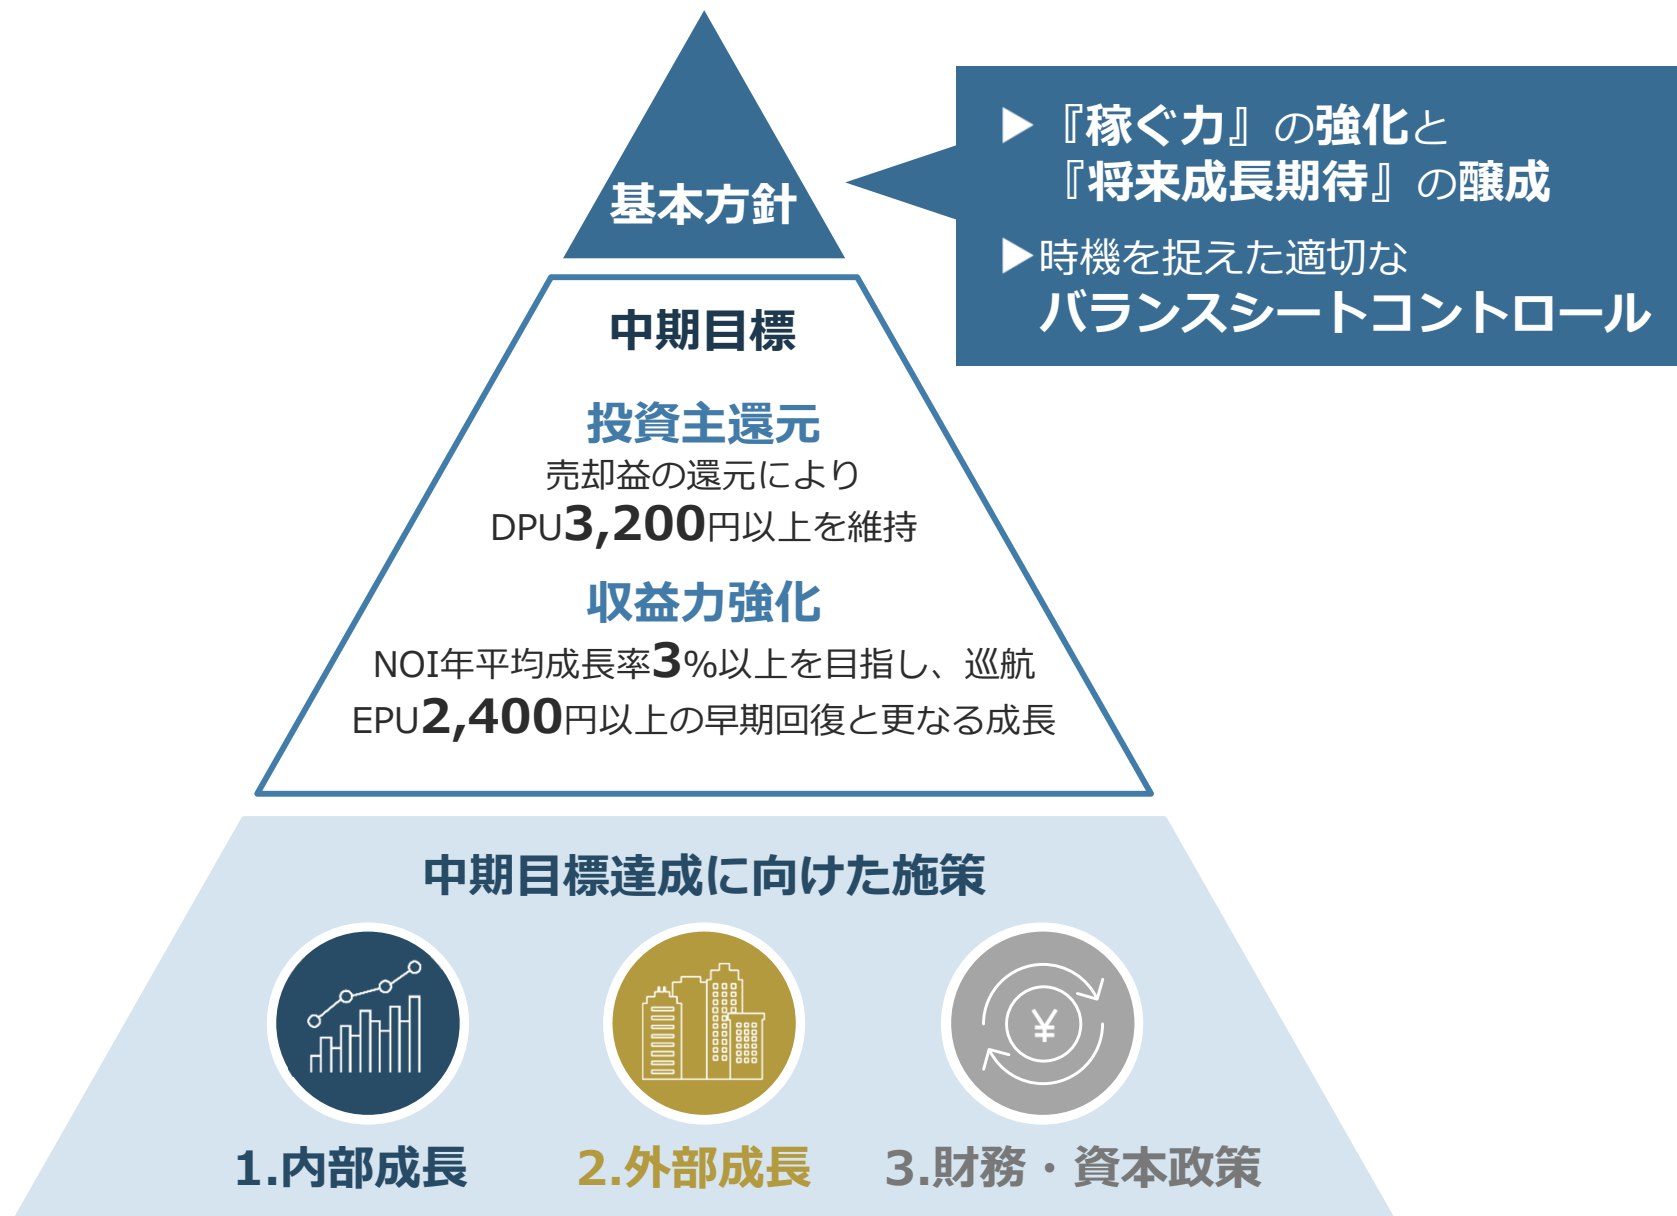 基本方針
▶『稼ぐ力』の強化と
『将来成長期待』の醸成
▶時機を捉えた適切な
バランスシートコントロール
中期目標
投資主還元
売却益の還元により
DPU3,200円以上を維持
収益力強化
NOI年平均成長率3%以上を目指し、巡航
EPU2,400円以上の早期回復と更なる成長
中期目標達成に向けた施策
¥
1.内部成長
2.外部成長
3.財務・資本政策